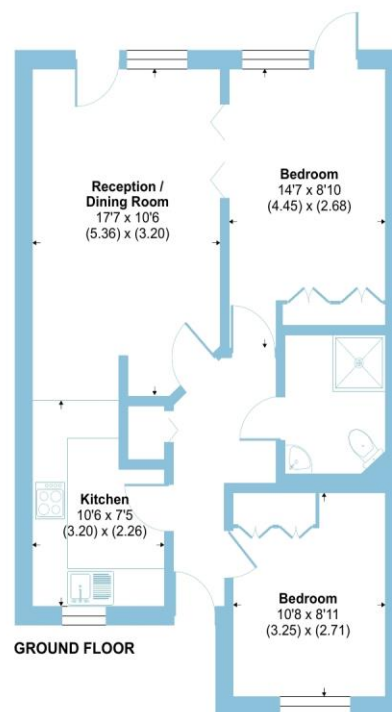 Reception /
Dining Room
17'7 x 10'6
(5.36) x (3.20)
Bedroom
14'7 x 8'10
(4.45) x (2.68)
Kitchen
10'6 x 7'5
(3.20) x (2.26)
Bedroom
10'8 x 8'11
(3.25) x (2.71)
GROUND FLOOR